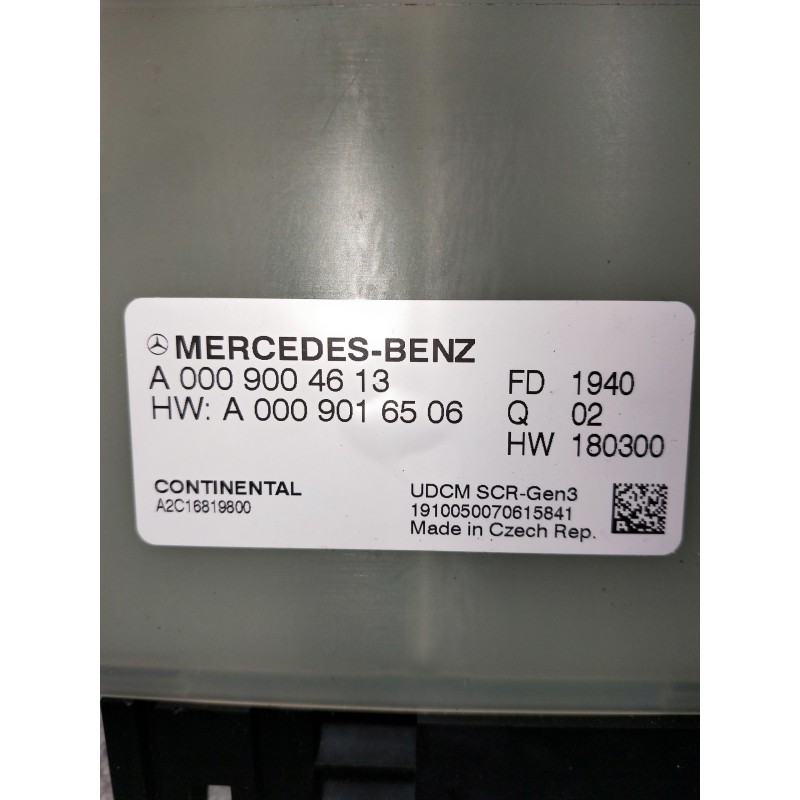 MERCEDES-BENZ
A 000 900 46 13 FD 1940
HW: A 000 901 65 06 Q 02
HW 180300
CONTINENTAL UDCM SCR-Gen3
A2C16819800 1910050070615841
Made in Czech Rep.